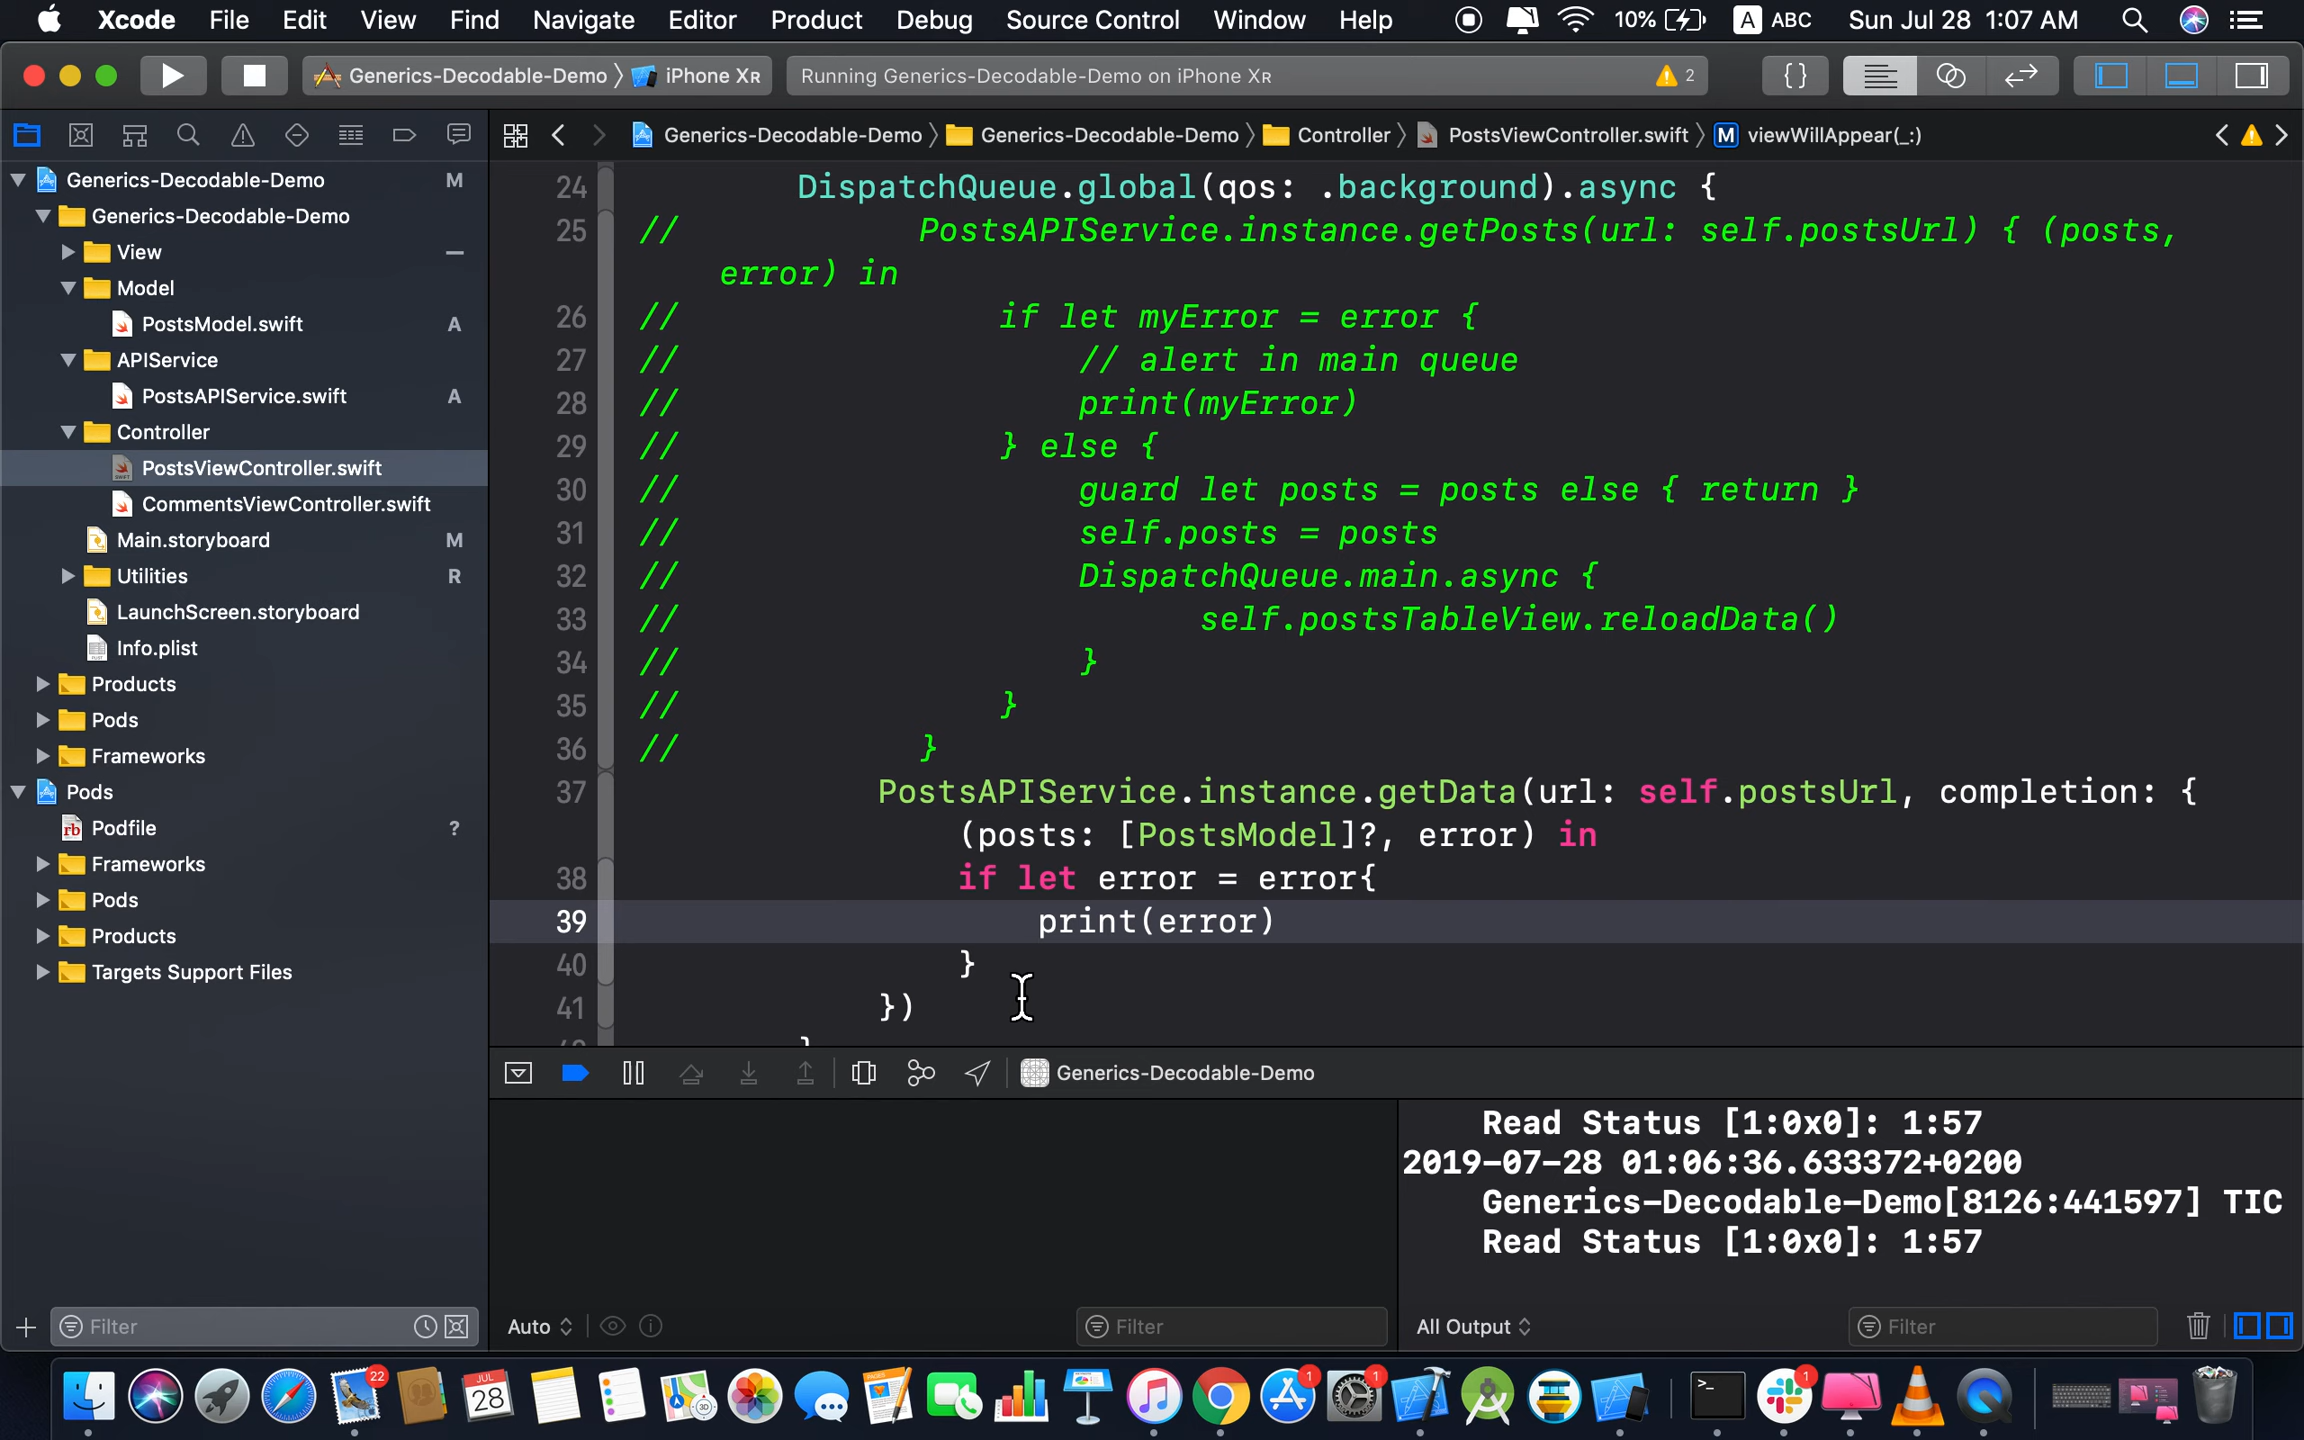 Xcode File Edit View Find Navigate Editor Product Debug Source Control Window Help 10% A ABC Sun Jul 28 1:07 AM
Generics-Decodable-Demo iPhone XR Running Generics-Decodable-Demo on iPhone XR 2 {}
Generics-Decodable-Demo Generics-Decodable-Demo Controller PostsViewController.swift M viewWillAppear(_:)
Generics-Decodable-Demo M
Generics-Decodable-Demo
View
Model
PostsModel.swift A
APIService
PostsAPIService.swift A
Controller
PostsViewController.swift
CommentsViewController.swift
Main.storyboard M
Utilities R
LaunchScreen.storyboard
Info.plist
Products
Pods
Frameworks
Pods
Podfile ?
Frameworks
Pods
Products
Targets Support Files
Filter
24 DispatchQueue.global(qos: .background).async {
25 // PostsAPIService.instance.getPosts(url: self.postsUrl) { (posts,
error) in
26 // if let myError = error {
27 // // alert in main queue
28 // print(myError)
29 // } else {
30 // guard let posts = posts else { return }
31 // self.posts = posts
32 // DispatchQueue.main.async {
33 // self.postsTableView.reloadData()
34 // }
35 // }
36 // }
37 PostsAPIService.instance.getData(url: self.postsUrl, completion: {
(posts: [PostsModel]?, error) in
38 if let error = error{
39 print(error)
40 }
41 })
Generics-Decodable-Demo
Read Status [1:0x0]: 1:57
2019-07-28 01:06:36.633372+0200
Generics-Decodable-Demo[8126:441597] TIC
Read Status [1:0x0]: 1:57
Auto Filter All Output Filter
22 JUL 28 1 1 1